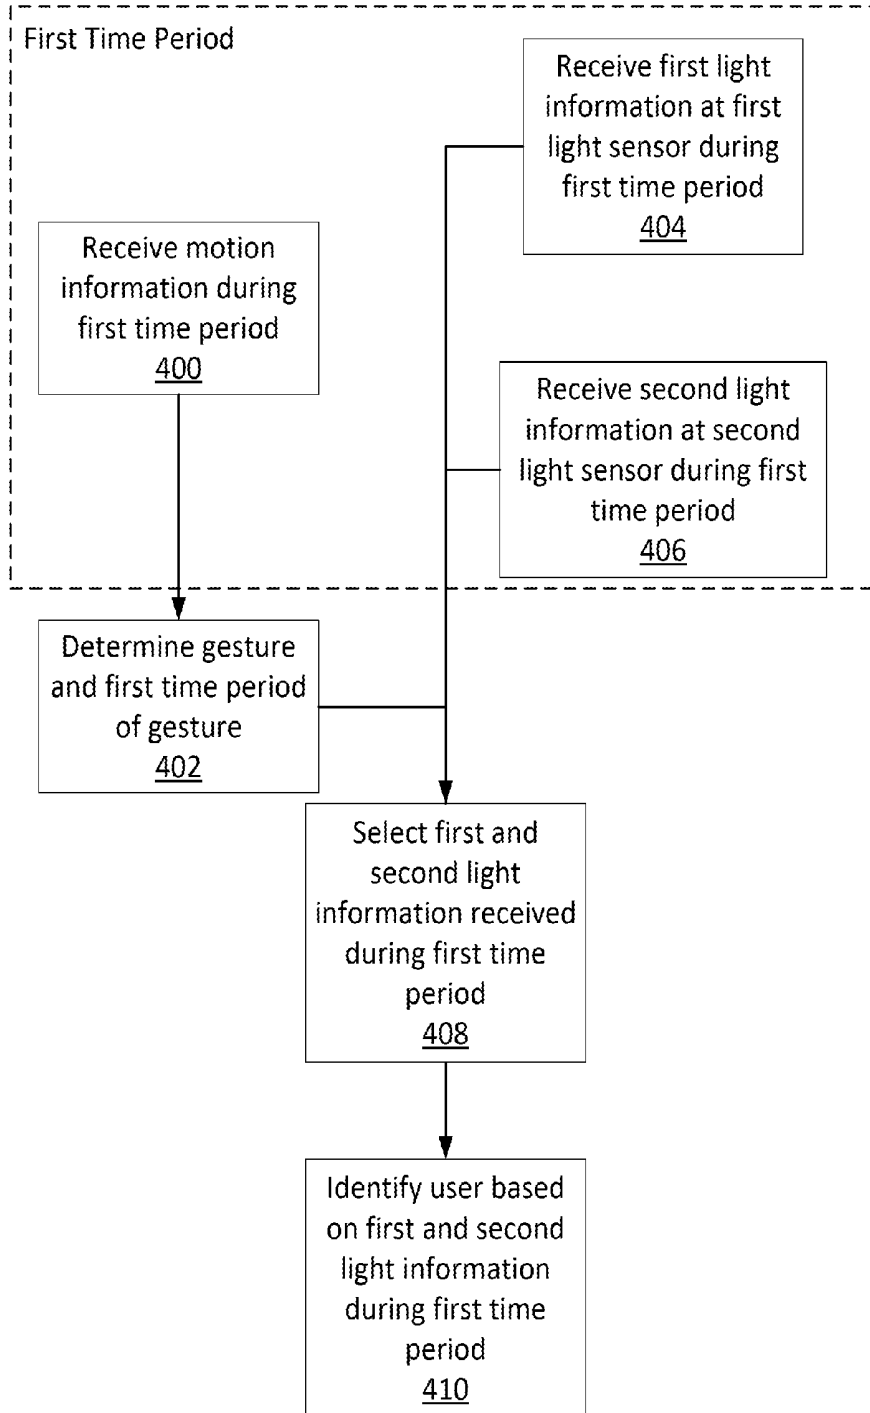 First Time Period
Receive first light
information at first
light sensor during
first time period
404
Receive motion
information during
first time period
400
Receive second light
information at second
light sensor during first
time period
406
Determine gesture
and first time period
of gesture
402
Select first and
second light
information received
during first time
period
408
Identify user based
on first and second
light information
during first time
period
410